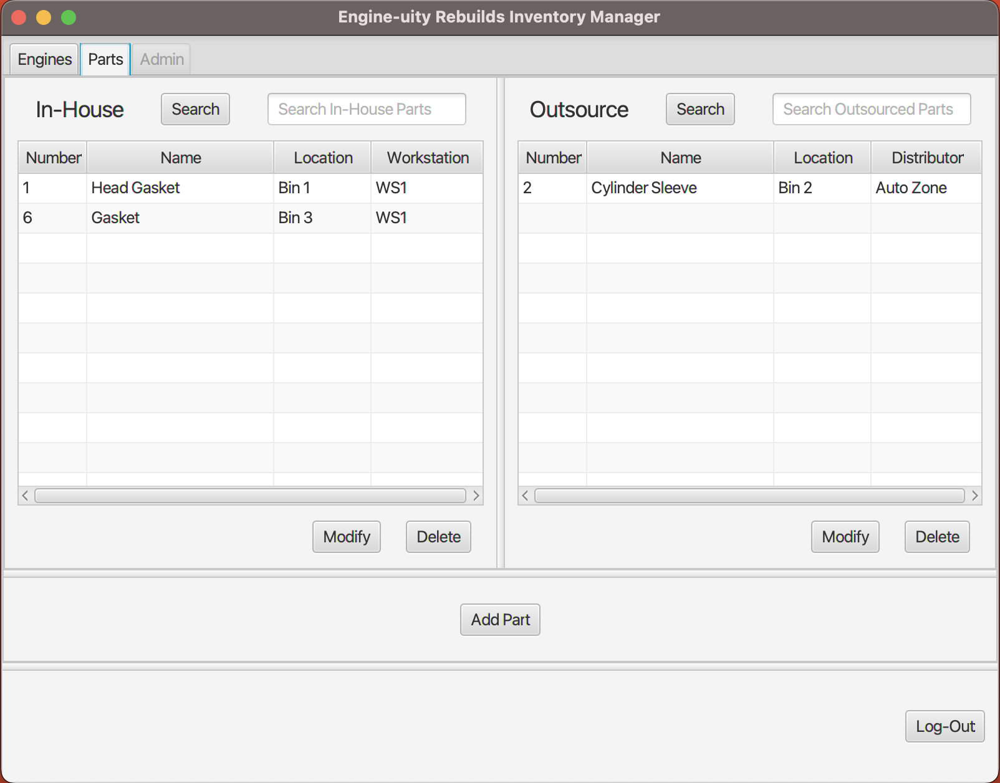 Engine-uity Rebuilds Inventory Manager
Engines Parts Admin
In-House Search Search In-House Parts
Number Name Location Workstation
1 Head Gasket Bin 1 WS1
6 Gasket Bin 3 WS1
Modify Delete
Outsource Search Search Outsourced Parts
Number Name Location Distributor
2 Cylinder Sleeve Bin 2 Auto Zone
Modify Delete
Add Part
Log-Out